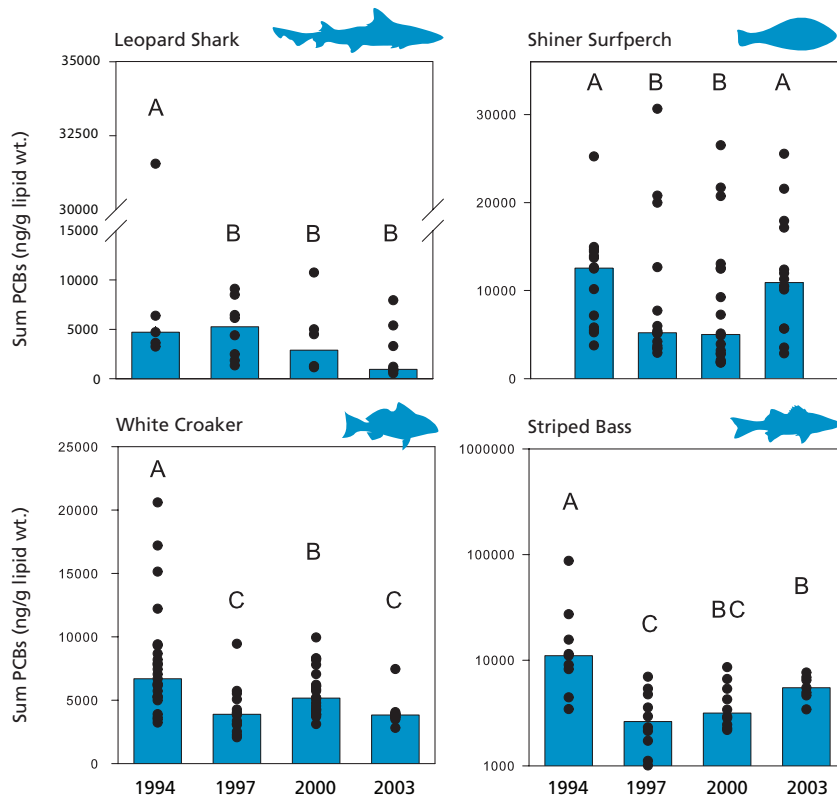 Leopard Shark
35000
32500
30000
15000
10000
5000
0
Sum PCBs (ng/g lipid wt.)
A
B
B
B
Shiner Surfperch
30000
20000
10000
0
A
B
B
A
White Croaker
25000
20000
15000
10000
5000
0
Sum PCBs (ng/g lipid wt.)
A
C
B
C
1994 1997 2000 2003
Striped Bass
1000000
100000
10000
1000
A
C
BC
B
1994 1997 2000 2003